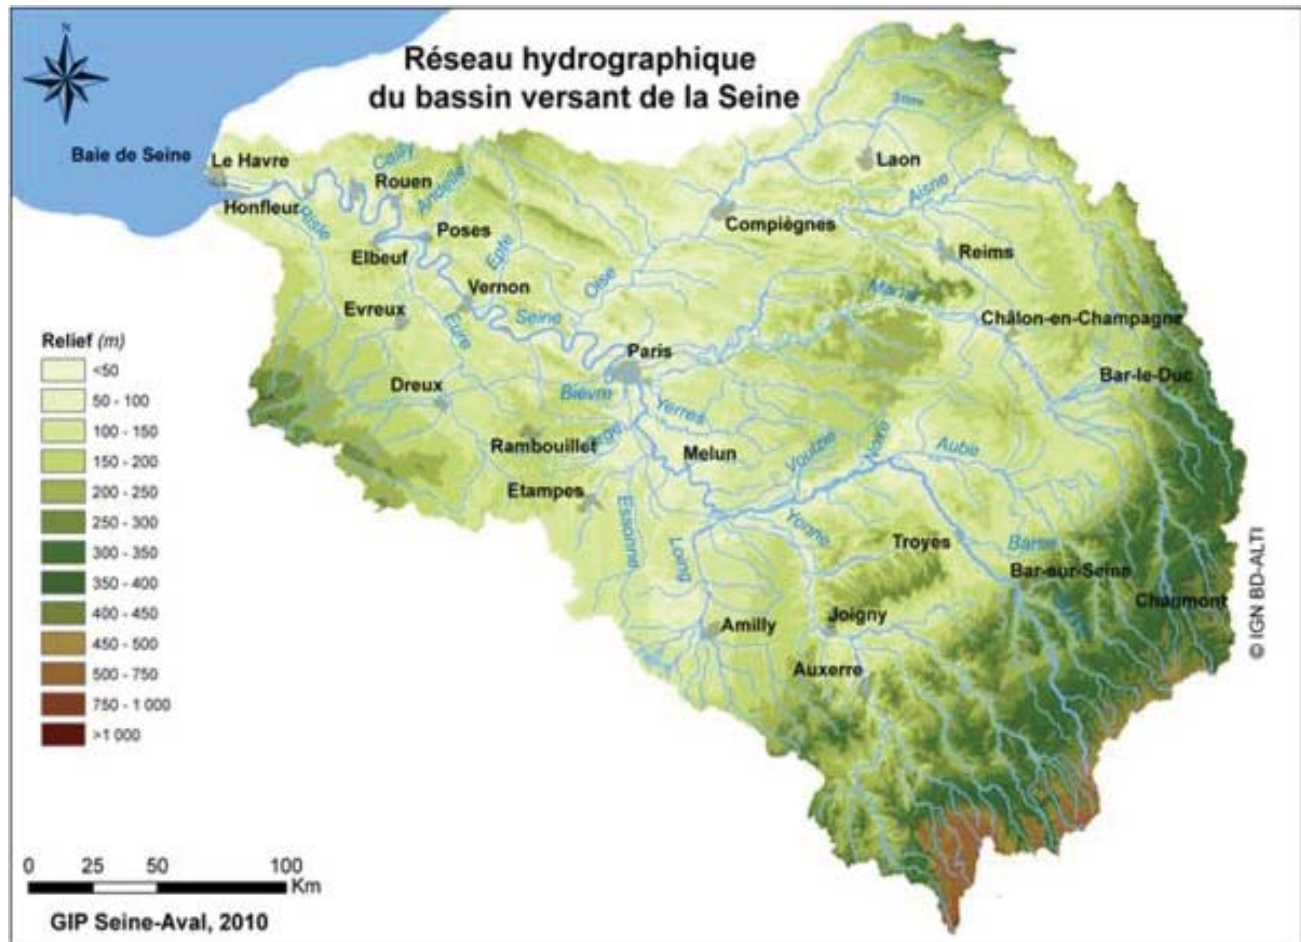 N
Réseau hydrographique
du bassin versant de la Seine
Baie de Seine
Le Havre
Honfleur
Risle
Cailly
Rouen
Andelle
Poses
Elbeuf
Epte
Vernon
Evreux
Eure
Seine
Oise
Compiègnes
Laon
Aisne
Reims
Marne
Châlon-en-Champagne
Bar-le-Duc
Paris
Dreux
Bièvre
Yerres
Rambouillet
Orge
Melun
Voulzie
Noxe
Aube
Etampes
Essonne
Loing
Yonne
Troyes
Barse
Bar-sur-Seine
Chaumont
Amilly
Joigny
Auxerre
Relief (m)
<50
50 - 100
100 - 150
150 - 200
200 - 250
250 - 300
300 - 350
350 - 400
400 - 450
450 - 500
500 - 750
750 - 1 000
>1 000
0 25 50 100
Km
GIP Seine-Aval, 2010
© IGN BD-ALTI